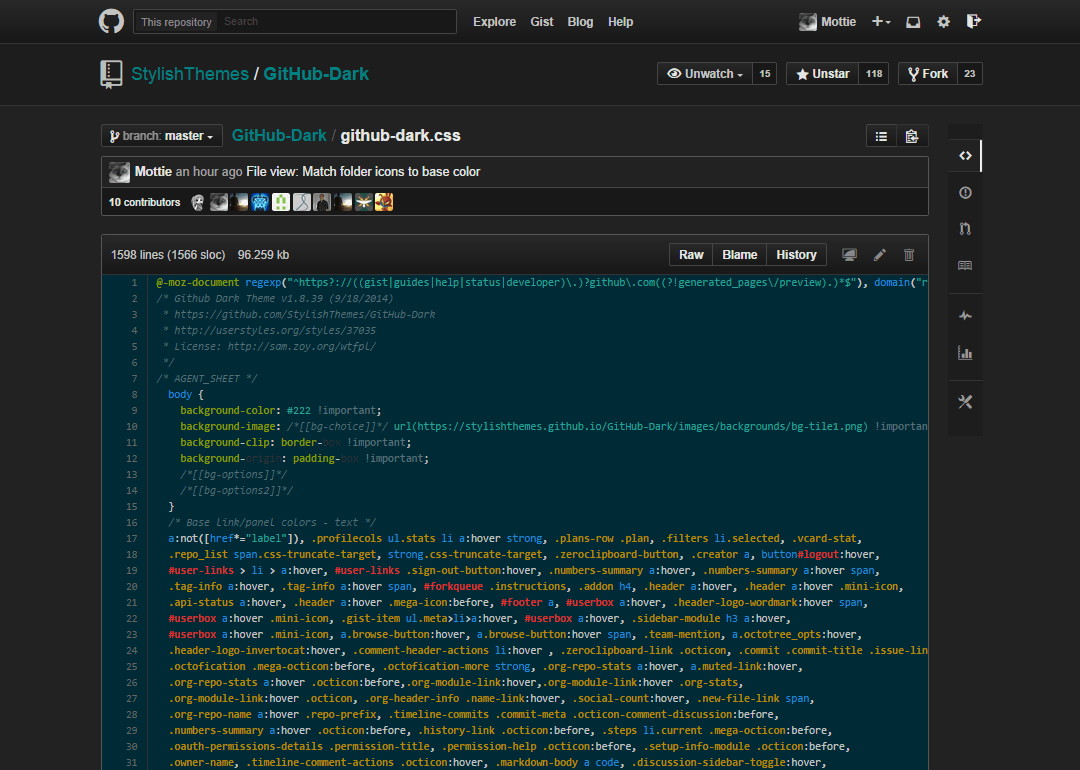 This repository Search Explore Gist Blog Help Mottie
StylishThemes / GitHub-Dark Unwatch 15 Unstar 118 Fork 23
branch: master GitHub-Dark / github-dark.css
Mottie an hour ago File view: Match folder icons to base color
10 contributors
1598 lines (1566 sloc) 96.259 kb Raw Blame History
1 @-moz-document regexp("^https?://((gist|guides|help|status|developer)\.)?github\.com((?!generated_pages\/preview).)*$"), domain("r
2 /* Github Dark Theme v1.8.39 (9/18/2014)
3 * https://github.com/StylishThemes/GitHub-Dark
4 * http://userstyles.org/styles/37035
5 * License: http://sam.zoy.org/wtfpl/
6 */
7 /* AGENT_SHEET */
8 body {
9 background-color: #222 !important;
10 background-image: /*[[bg-choice]]*/ url(https://stylishthemes.github.io/GitHub-Dark/images/backgrounds/bg-tile1.png) !importan
11 background-clip: border-box !important;
12 background-origin: padding-box !important;
13 /*[[bg-options]]*/
14 /*[[bg-options2]]*/
15 }
16 /* Base link/panel colors - text */
17 a:not([href*="label"]), .profilecols ul.stats li a:hover strong, .plans-row .plan, .filters li.selected, .vcard-stat,
18 .repo_list span.css-truncate-target, strong.css-truncate-target, .zeroclipboard-button, .creator a, button#logout:hover,
19 #user-links > li > a:hover, #user-links .sign-out-button:hover, .numbers-summary a:hover, .numbers-summary a:hover span,
20 .tag-info a:hover, .tag-info a:hover span, #forkqueue .instructions, .addon h4, .header a:hover, .header a:hover .mini-icon,
21 .api-status a:hover, .header a:hover .mega-icon:before, #footer a, #userbox a:hover, .header-logo-wordmark:hover span,
22 #userbox a:hover .mini-icon, .gist-item ul.meta>li>a:hover, #userbox a:hover, .sidebar-module h3 a:hover,
23 #userbox a:hover .mini-icon, a.browse-button:hover, a.browse-button:hover span, .team-mention, a.octotree_opts:hover,
24 .header-logo-invertocat:hover, .comment-header-actions li:hover , .zeroclipboard-link .octicon, .commit .commit-title .issue-lin
25 .octofication .mega-octicon:before, .octofication-more strong, .org-repo-stats a:hover, a.muted-link:hover,
26 .org-repo-stats a:hover .octicon:before,.org-module-link:hover,.org-module-link:hover .org-stats,
27 .org-module-link:hover .octicon, .org-header-info .name-link:hover, .social-count:hover, .new-file-link span,
28 .org-repo-name a:hover .repo-prefix, .timeline-commits .commit-meta .octicon-comment-discussion:before,
29 .numbers-summary a:hover .octicon:before, .history-link .octicon:before, .steps li.current .mega-octicon:before,
30 .oauth-permissions-details .permission-title, .permission-help .octicon:before, .setup-info-module .octicon:before,
31 .owner-name, .timeline-comment-actions .octicon:hover, .markdown-body a code, .discussion-sidebar-toggle:hover,